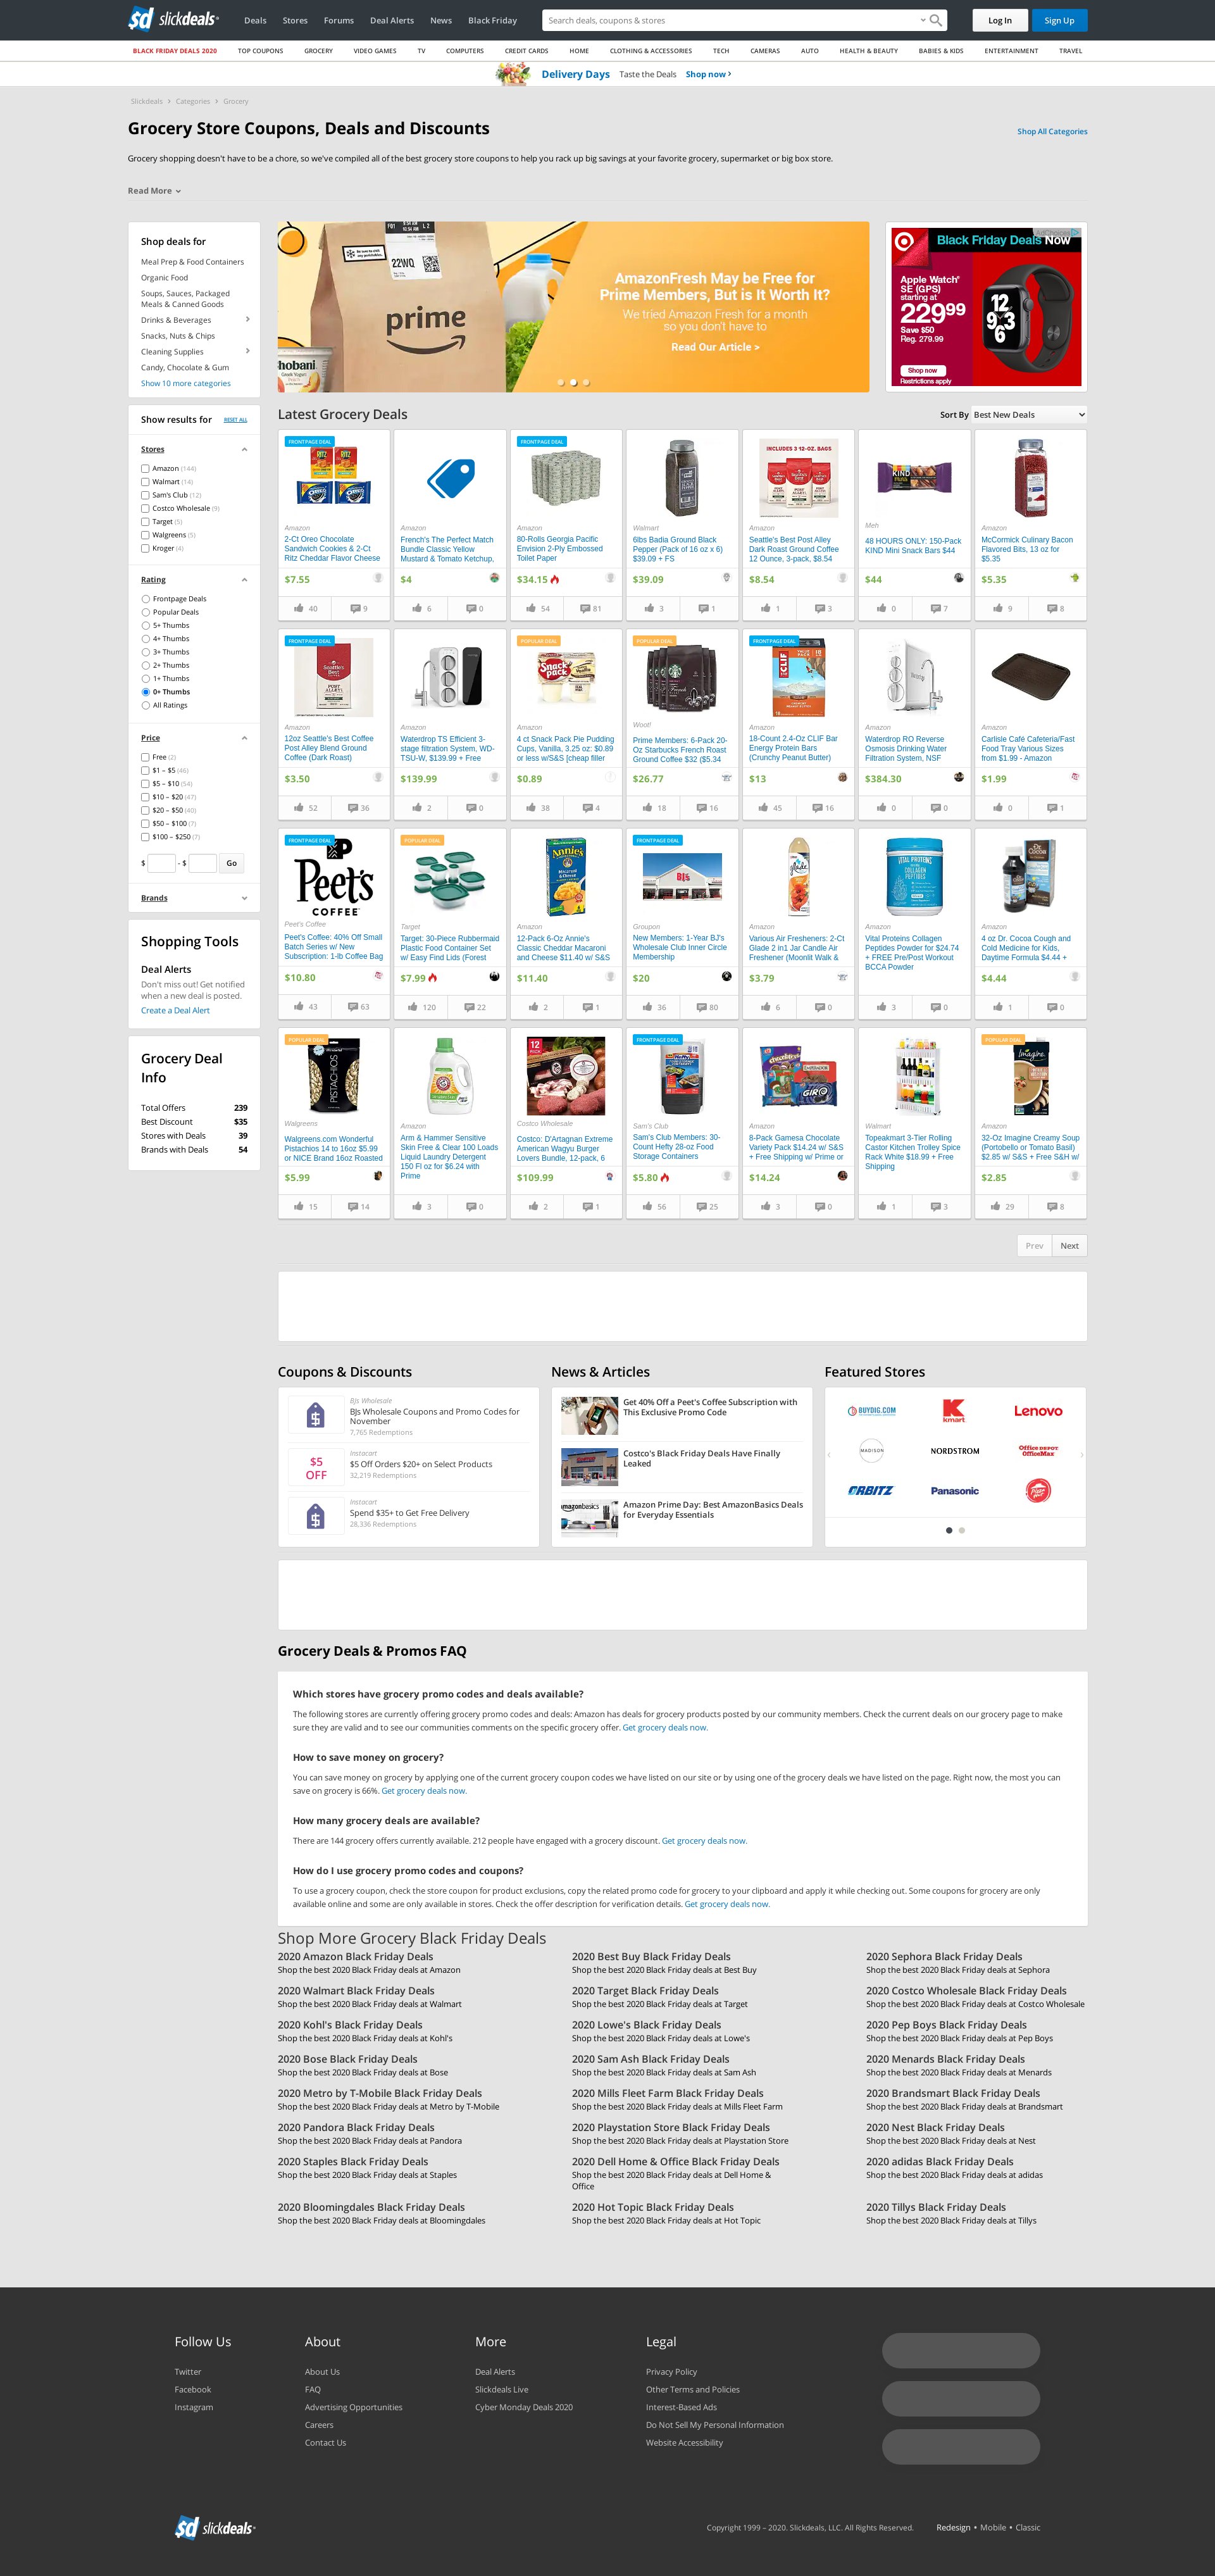 slickdeals
Deals
Stores
Forums
Deal Alerts
News
Black Friday
Search deals, coupons & stores
Log In
Sign Up
BLACK FRIDAY DEALS 2020
TOP COUPONS
GROCERY
VIDEO GAMES
TV
COMPUTERS
CREDIT CARDS
HOME
CLOTHING & ACCESSORIES
TECH
CAMERAS
AUTO
HEALTH & BEAUTY
BABIES & KIDS
ENTERTAINMENT
TRAVEL
Delivery Days Taste the Deals Shop now
Slickdeals
Categories
Grocery
Grocery Store Coupons, Deals and Discounts
Shop All Categories
Grocery shopping doesn't have to be a chore, so we've compiled all of the best grocery store coupons to help you rack up big savings at your favorite grocery, supermarket or big box store.
Read More
Shop deals for
Meal Prep & Food Containers
Organic Food
Soups, Sauces, Packaged
Meals & Canned Goods
Drinks & Beverages
Snacks, Nuts & Chips
Cleaning Supplies
Candy, Chocolate & Gum
Show 10 more categories
Show results for
RESET ALL
Stores
Amazon (144)
Walmart (14)
Sam's Club (12)
Costco Wholesale (9)
Target (5)
Walgreens (5)
Kroger (4)
Rating
Frontpage Deals
Popular Deals
5+ Thumbs
4+ Thumbs
3+ Thumbs
2+ Thumbs
1+ Thumbs
0+ Thumbs
All Ratings
Price
Free (2)
$1 – $5 (46)
$5 – $10 (54)
$10 – $20 (47)
$20 – $50 (40)
$50 – $100 (7)
$100 – $250 (7)
$ - $ Go
Brands
Shopping Tools
Deal Alerts
Don't miss out! Get notified
when a new deal is posted.
Create a Deal Alert
Grocery Deal
Info
Total Offers 239
Best Discount $35
Stores with Deals 39
Brands with Deals 54
22WQ
prime
hobani
AmazonFresh May be Free for
Prime Members, But is It Worth It?
We tried Amazon Fresh for a month
so you don't have to
Read Our Article >
Black Friday Deals Now
AdChoices
Apple Watch
SE (GPS)
starting at
229.99
Save $50
Reg. 279.99
Shop now
Restrictions apply
Latest Grocery Deals
Sort By Best New Deals
FRONTPAGE DEAL
Amazon
2-Ct Oreo Chocolate
Sandwich Cookies & 2-Ct
Ritz Cheddar Flavor Cheese
$7.55
40
9
Amazon
French's The Perfect Match
Bundle Classic Yellow
Mustard & Tomato Ketchup,
$4
6
0
FRONTPAGE DEAL
Amazon
80-Rolls Georgia Pacific
Envision 2-Ply Embossed
Toilet Paper
$34.15
54
81
Walmart
6lbs Badia Ground Black
Pepper (Pack of 16 oz x 6)
$39.09 + FS
$39.09
3
1
INCLUDES 3 12-OZ. BAGS
Amazon
Seattle's Best Post Alley
Dark Roast Ground Coffee
12 Ounce, 3-pack, $8.54
$8.54
1
3
KIND
Meh
48 HOURS ONLY: 150-Pack
KIND Mini Snack Bars $44
$44
0
7
Amazon
McCormick Culinary Bacon
Flavored Bits, 13 oz for
$5.35
$5.35
9
8
FRONTPAGE DEAL
Amazon
12oz Seattle's Best Coffee
Post Alley Blend Ground
Coffee (Dark Roast)
$3.50
52
36
Amazon
Waterdrop TS Efficient 3-
stage filtration System, WD-
TSU-W, $139.99 + Free
$139.99
2
0
POPULAR DEAL
Snack pack
Amazon
4 ct Snack Pack Pie Pudding
Cups, Vanilla, 3.25 oz: $0.89
or less w/S&S [cheap filler
$0.89
38
4
POPULAR DEAL
Woot!
Prime Members: 6-Pack 20-
Oz Starbucks French Roast
Ground Coffee $32 ($5.34
$26.77
18
16
FRONTPAGE DEAL
CLIF
Amazon
18-Count 2.4-Oz CLIF Bar
Energy Protein Bars
(Crunchy Peanut Butter)
$13
45
16
Amazon
Waterdrop RO Reverse
Osmosis Drinking Water
Filtration System, NSF
$384.30
0
0
Amazon
Carlisle Café Cafeteria/Fast
Food Tray Various Sizes
from $1.99 - Amazon
$1.99
0
1
FRONTPAGE DEAL
Peet's
COFFEE
Peet's Coffee
Peet's Coffee: 40% Off Small
Batch Series w/ New
Subscription: 1-lb Coffee Bag
$10.80
43
63
POPULAR DEAL
Target
Target: 30-Piece Rubbermaid
Plastic Food Container Set
w/ Easy Find Lids (Forest
$7.99
120
22
Annie's
Amazon
12-Pack 6-Oz Annie's
Classic Cheddar Macaroni
and Cheese $11.40 w/ S&S
$11.40
2
1
FRONTPAGE DEAL
BJ's
Groupon
New Members: 1-Year BJ's
Wholesale Club Inner Circle
Membership
$20
36
80
glade
Amazon
Various Air Fresheners: 2-Ct
Glade 2 in1 Jar Candle Air
Freshener (Moonlit Walk &
$3.79
6
0
VITAL PROTEINS
COLLAGEN
PEPTIDES
Amazon
Vital Proteins Collagen
Peptides Powder for $24.74
+ FREE Pre/Post Workout
BCCA Powder
3
0
Dr. Cocoa
Amazon
4 oz Dr. Cocoa Cough and
Cold Medicine for Kids,
Daytime Formula $4.44 +
$4.44
1
0
POPULAR DEAL
PISTACHIOS
Walgreens
Walgreens.com Wonderful
Pistachios 14 to 16oz $5.99
or NICE Brand 16oz Roasted
$5.99
15
14
Amazon
Arm & Hammer Sensitive
Skin Free & Clear 100 Loads
Liquid Laundry Detergent
150 Fl oz for $6.24 with
Prime
3
0
12
Costco Wholesale
Costco: D'Artagnan Extreme
American Wagyu Burger
Lovers Bundle, 12-pack, 6
$109.99
2
1
FRONTPAGE DEAL
Sam's Club
Sam's Club Members: 30-
Count Hefty 28-oz Food
Storage Containers
$5.80
56
25
GIRO
Amazon
8-Pack Gamesa Chocolate
Variety Pack $14.24 w/ S&S
+ Free Shipping w/ Prime or
$14.24
3
0
Walmart
Topeakmart 3-Tier Rolling
Castor Kitchen Trolley Spice
Rack White $18.99 + Free
Shipping
1
3
POPULAR DEAL
Imagine
Amazon
32-Oz Imagine Creamy Soup
(Portobello or Tomato Basil)
$2.85 w/ S&S + Free S&H w/
$2.85
29
8
Prev
Next
Coupons & Discounts
BJs Wholesale
BJs Wholesale Coupons and Promo Codes for
November
7,765 Redemptions
$5
OFF
Instacart
$5 Off Orders $20+ on Select Products
32,219 Redemptions
Instacart
Spend $35+ to Get Free Delivery
28,336 Redemptions
News & Articles
Get 40% Off a Peet's Coffee Subscription with
This Exclusive Promo Code
Costco's Black Friday Deals Have Finally
Leaked
amazonbasics
Amazon Prime Day: Best AmazonBasics Deals
for Everyday Essentials
Featured Stores
BUYDIG.COM
kmart
Lenovo
MADISON
NORDSTROM
Office DEPOT
OfficeMax
ORBITZ
Panasonic
Pizza Hut
Grocery Deals & Promos FAQ
Which stores have grocery promo codes and deals available?
The following stores are currently offering grocery promo codes and deals: Amazon has deals for grocery products posted by our community members. Check the current deals on our grocery page to make
sure they are valid and to see our communities comments on the specific grocery offer. Get grocery deals now.
How to save money on grocery?
You can save money on grocery by applying one of the current grocery coupon codes we have listed on our site or by using one of the grocery deals we have listed on the page. Right now, the most you can
save on grocery is 66%. Get grocery deals now.
How many grocery deals are available?
There are 144 grocery offers currently available. 212 people have engaged with a grocery discount. Get grocery deals now.
How do I use grocery promo codes and coupons?
To use a grocery coupon, check the store coupon for product exclusions, copy the related promo code for grocery to your clipboard and apply it while checking out. Some coupons for grocery are only
available online and some are only available in stores. Check the offer description for verification details. Get grocery deals now.
Shop More Grocery Black Friday Deals
2020 Amazon Black Friday Deals
Shop the best 2020 Black Friday deals at Amazon
2020 Best Buy Black Friday Deals
Shop the best 2020 Black Friday deals at Best Buy
2020 Sephora Black Friday Deals
Shop the best 2020 Black Friday deals at Sephora
2020 Walmart Black Friday Deals
Shop the best 2020 Black Friday deals at Walmart
2020 Target Black Friday Deals
Shop the best 2020 Black Friday deals at Target
2020 Costco Wholesale Black Friday Deals
Shop the best 2020 Black Friday deals at Costco Wholesale
2020 Kohl's Black Friday Deals
Shop the best 2020 Black Friday deals at Kohl's
2020 Lowe's Black Friday Deals
Shop the best 2020 Black Friday deals at Lowe's
2020 Pep Boys Black Friday Deals
Shop the best 2020 Black Friday deals at Pep Boys
2020 Bose Black Friday Deals
Shop the best 2020 Black Friday deals at Bose
2020 Sam Ash Black Friday Deals
Shop the best 2020 Black Friday deals at Sam Ash
2020 Menards Black Friday Deals
Shop the best 2020 Black Friday deals at Menards
2020 Metro by T-Mobile Black Friday Deals
Shop the best 2020 Black Friday deals at Metro by T-Mobile
2020 Mills Fleet Farm Black Friday Deals
Shop the best 2020 Black Friday deals at Mills Fleet Farm
2020 Brandsmart Black Friday Deals
Shop the best 2020 Black Friday deals at Brandsmart
2020 Pandora Black Friday Deals
Shop the best 2020 Black Friday deals at Pandora
2020 Playstation Store Black Friday Deals
Shop the best 2020 Black Friday deals at Playstation Store
2020 Nest Black Friday Deals
Shop the best 2020 Black Friday deals at Nest
2020 Staples Black Friday Deals
Shop the best 2020 Black Friday deals at Staples
2020 Dell Home & Office Black Friday Deals
Shop the best 2020 Black Friday deals at Dell Home &
Office
2020 adidas Black Friday Deals
Shop the best 2020 Black Friday deals at adidas
2020 Bloomingdales Black Friday Deals
Shop the best 2020 Black Friday deals at Bloomingdales
2020 Hot Topic Black Friday Deals
Shop the best 2020 Black Friday deals at Hot Topic
2020 Tillys Black Friday Deals
Shop the best 2020 Black Friday deals at Tillys
Follow Us
Twitter
Facebook
Instagram
About
About Us
FAQ
Advertising Opportunities
Careers
Contact Us
More
Deal Alerts
Slickdeals Live
Cyber Monday Deals 2020
Legal
Privacy Policy
Other Terms and Policies
Interest-Based Ads
Do Not Sell My Personal Information
Website Accessibility
slickdeals
Copyright 1999 – 2020. Slickdeals, LLC. All Rights Reserved.
Redesign • Mobile • Classic